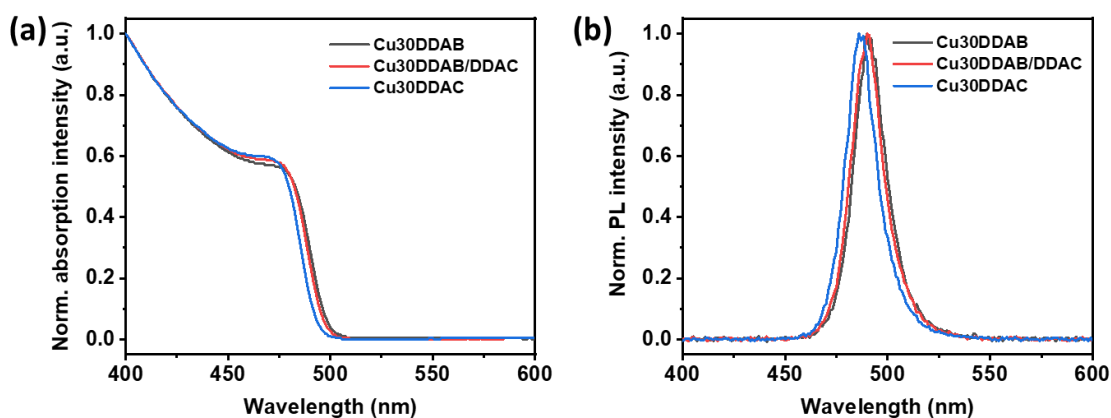 (a)
Norm. absorption intensity (a.u.)
1.0
0.8
0.6
0.4
0.2
0.0
Cu30DDAB
Cu30DDAB/DDAC
Cu30DDAC
400
450
500
550
600
Wavelength (nm)
(b)
Norm. PL intensity (a.u.)
1.0
0.8
0.6
0.4
0.2
0.0
Cu30DDAB
Cu30DDAB/DDAC
Cu30DDAC
400
450
500
550
600
Wavelength (nm)